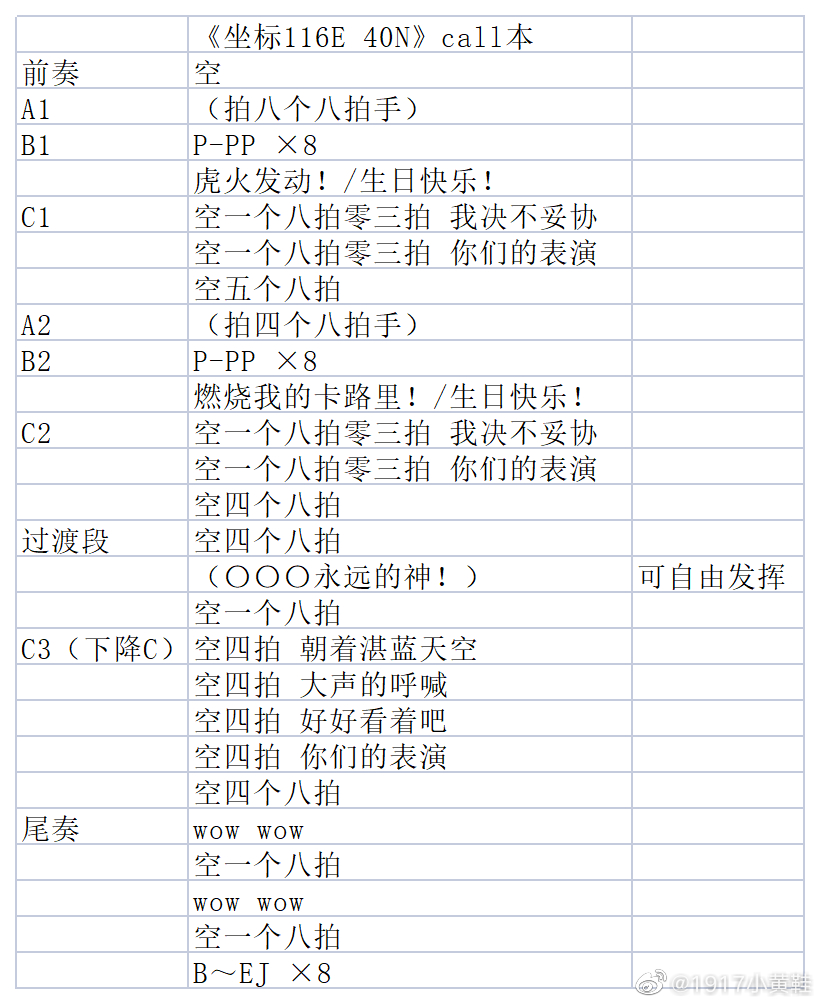 《坐标116E 40N》call本
前奏 空
A1 （拍八个八拍手）
B1 P-PP ×8
虎火发动！/生日快乐！
C1 空一个八拍零三拍 我决不妥协
空一个八拍零三拍 你们的表演
空五个八拍
A2 （拍四个八拍手）
B2 P-PP ×8
燃烧我的卡路里！/生日快乐！
C2 空一个八拍零三拍 我决不妥协
空一个八拍零三拍 你们的表演
空四个八拍
过渡段 空四个八拍
（〇〇〇永远的神！） 可自由发挥
空一个八拍
C3（下降C） 空四拍 朝着湛蓝天空
空四拍 大声的呼喊
空四拍 好好看着吧
空四拍 你们的表演
空四个八拍
尾奏 wow wow
空一个八拍
wow wow
空一个八拍
B～EJ ×8
@1917小黄鞋